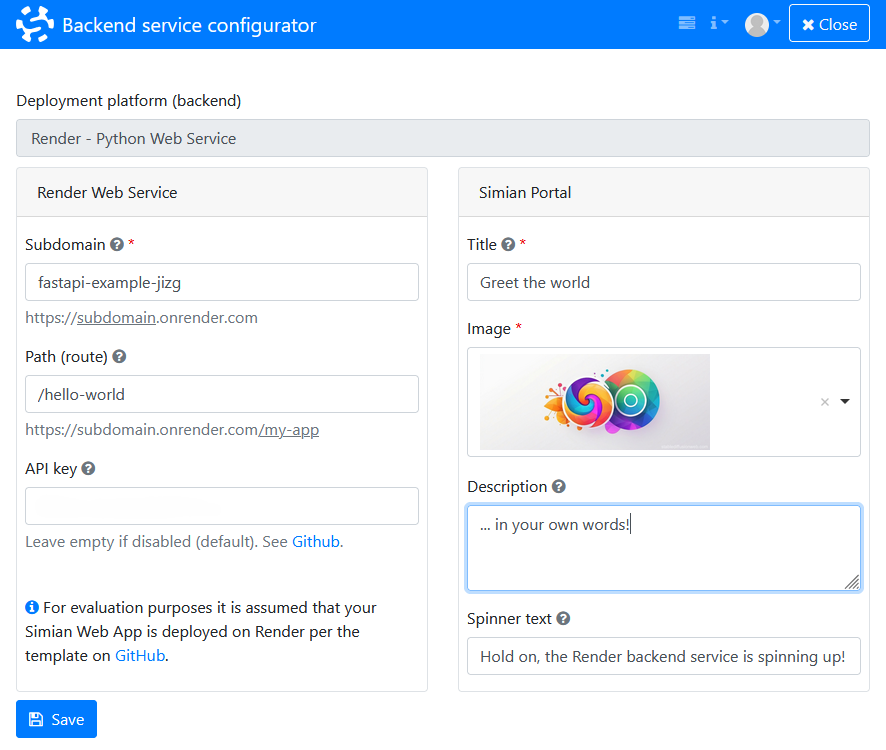 Backend service configurator
Close
Deployment platform (backend)
Render - Python Web Service
Render Web Service
Subdomain *
fastapi-example-jizg
https://subdomain.onrender.com
Path (route)
/hello-world
https://subdomain.onrender.com/my-app
API key
Leave empty if disabled (default). See Github.
For evaluation purposes it is assumed that your
Simian Web App is deployed on Render per the
template on GitHub.
Simian Portal
Title *
Greet the world
Image *
Description
... in your own words!
Spinner text
Hold on, the Render backend service is spinning up!
Save